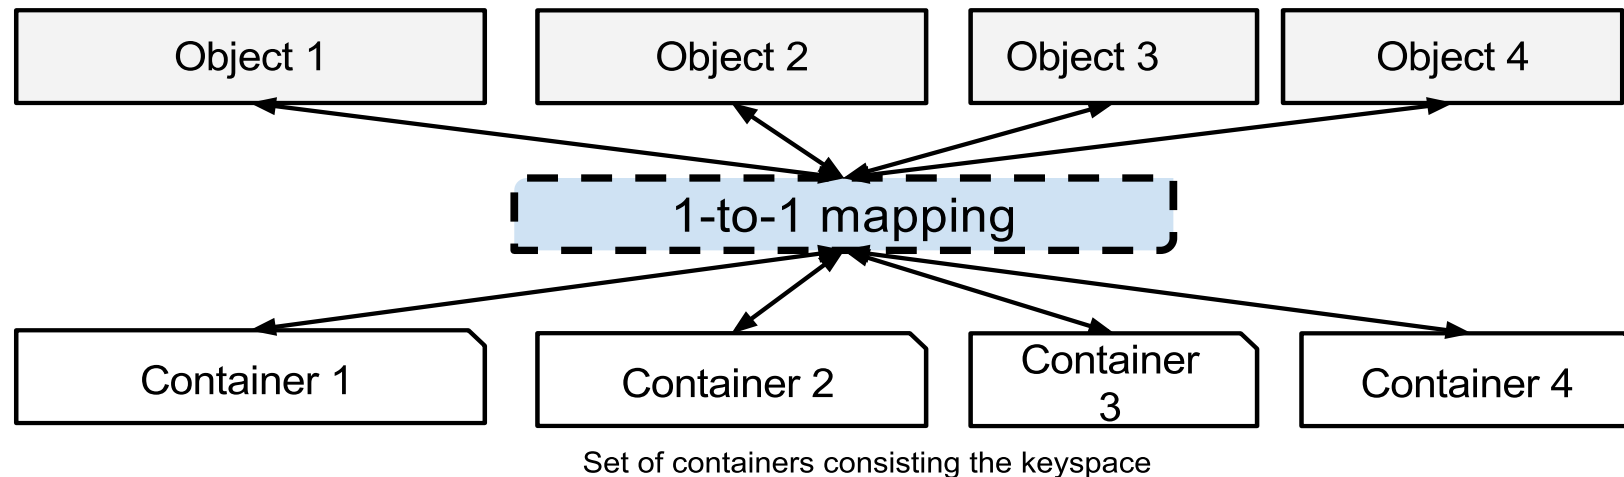 Object 1
Object 2
Object 3
Object 4
1-to-1 mapping
Container 1
Container 2
Container
3
Container 4
Set of containers consisting the keyspace